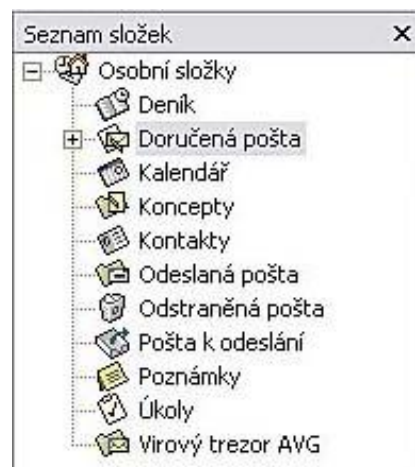 Seznam složek
Osobní složky
Deník
Doručená pošta
Kalendář
Koncepty
Kontakty
Odeslaná pošta
Odstraněná pošta
Pošta k odeslání
Poznámky
Úkoly
Virový trezor AVG